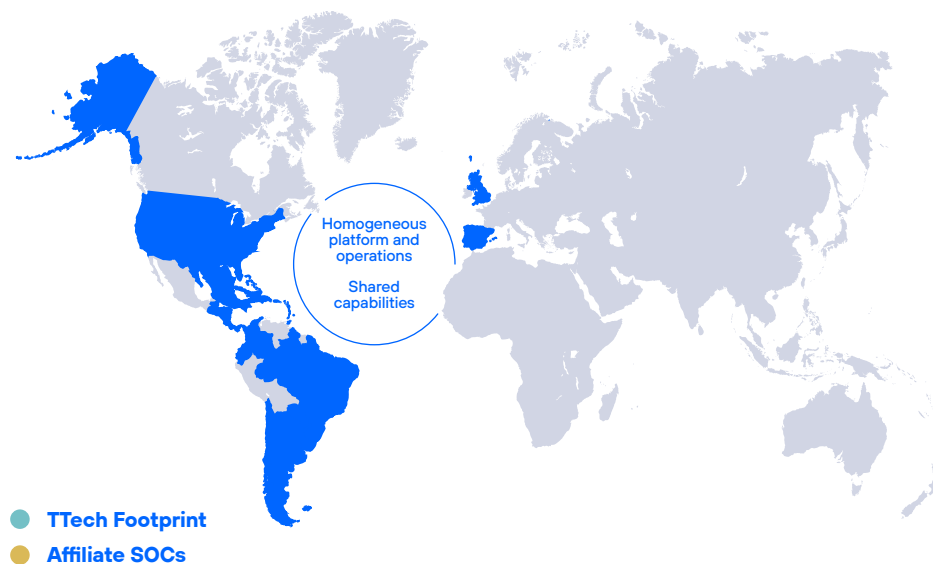 Homogeneous
platform and
operations
Shared
capabilities
TTech Footprint
Affiliate SOCs